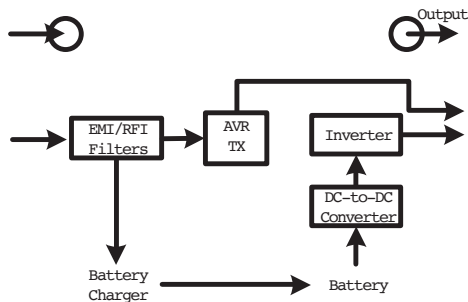 Output
EMI/RFI
Filters
AVR
TX
Inverter
DC-to-DC
Converter
Battery
Charger
Battery